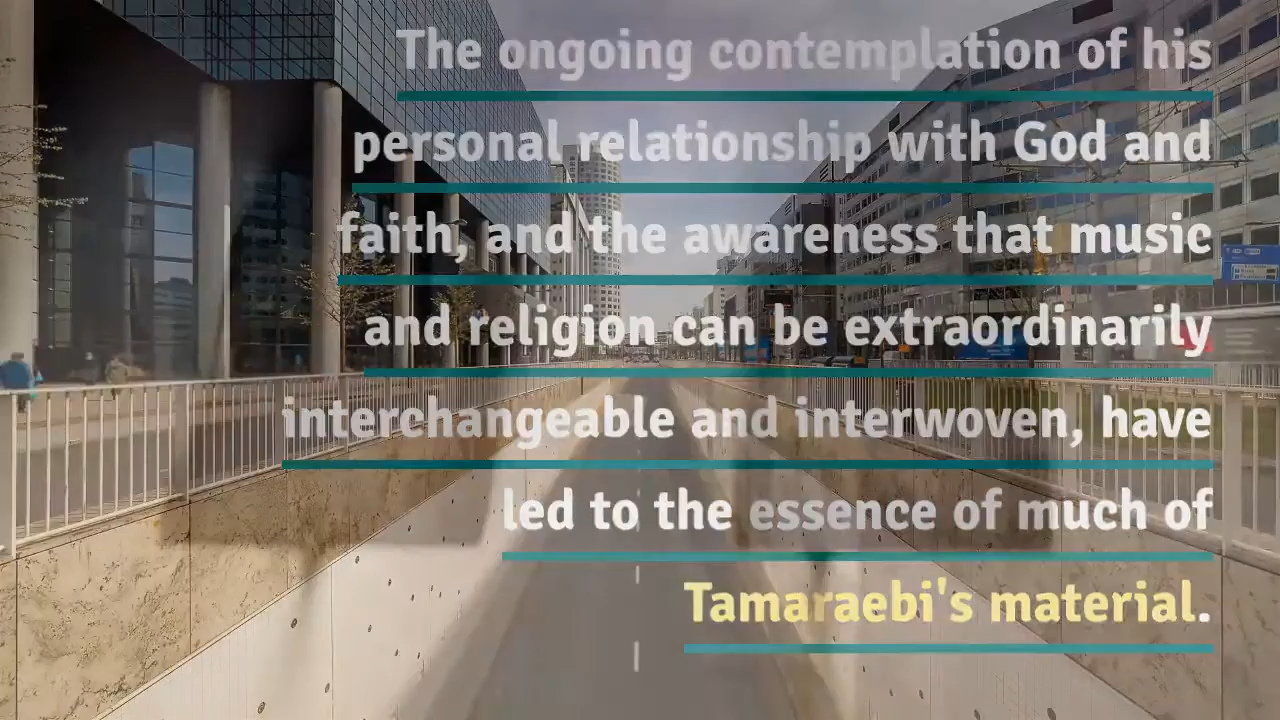 The ongoing contemplation of his
personal relationship with God and
faith, and the awareness that music
and religion can be extraordinarily
interchangeable and interwoven, have
led to the essence of much of
Tamaraebi's material.